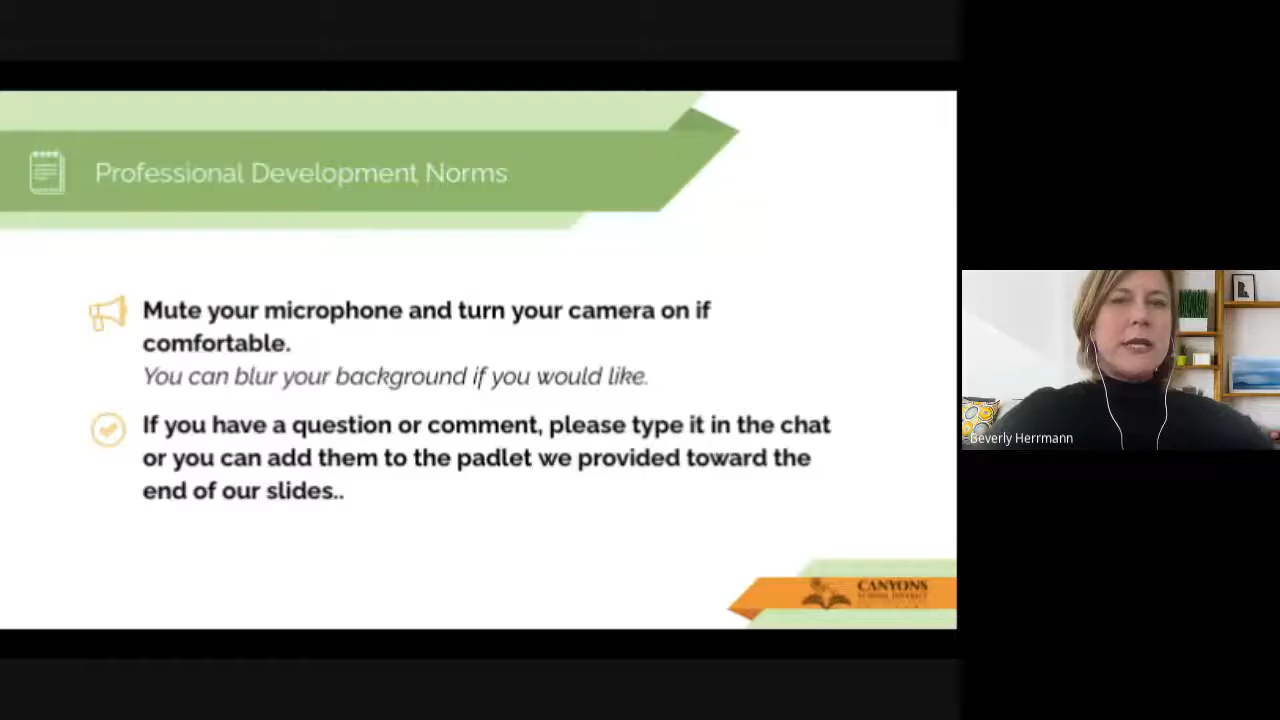 Professional Development Norms
Mute your microphone and turn your camera on if
comfortable.
You can blur your background if you would like.
If you have a question or comment, please type it in the chat
or you can add them to the padlet we provided toward the
end of our slides..
CANYONS
SCHOOL DISTRICT
Beverly Herrmann